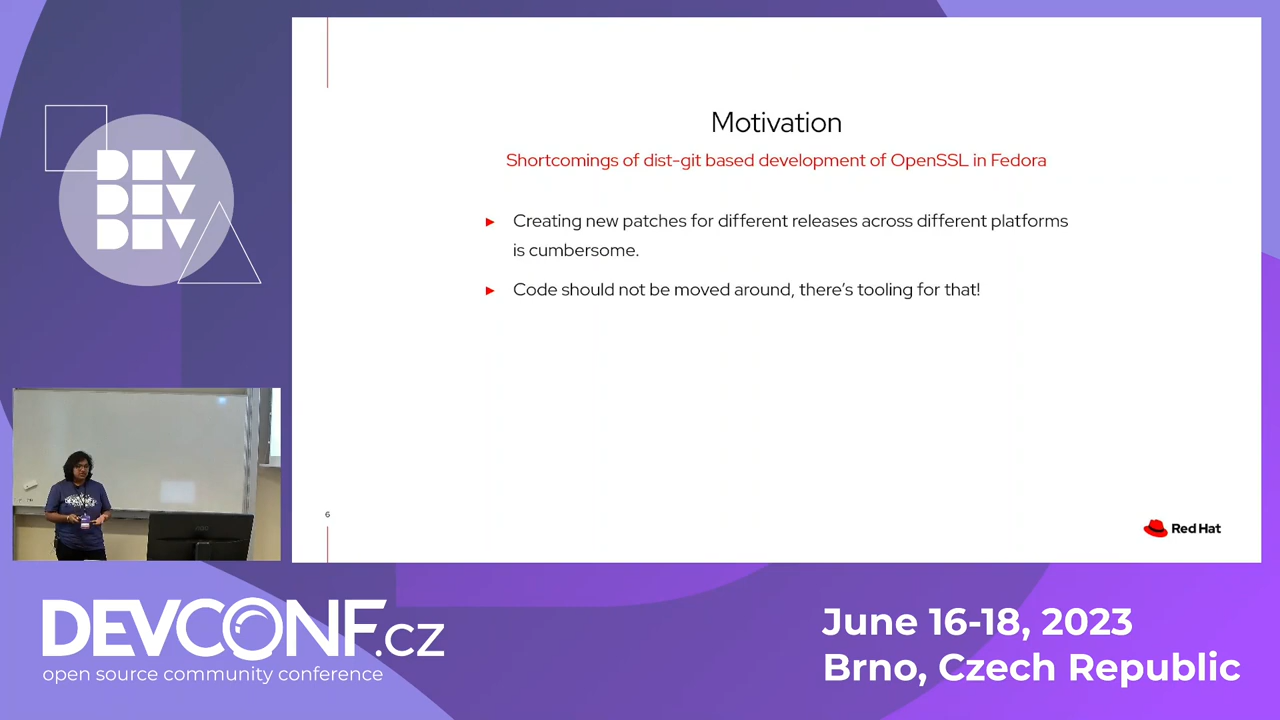 DEV
DEV
DEV
Motivation
Shortcomings of dist-git based development of OpenSSL in Fedora
► Creating new patches for different releases across different platforms
is cumbersome.
► Code should not be moved around, there's tooling for that!
6
Red Hat
DEVCONF.cz
open source community conference
June 16-18, 2023
Brno, Czech Republic